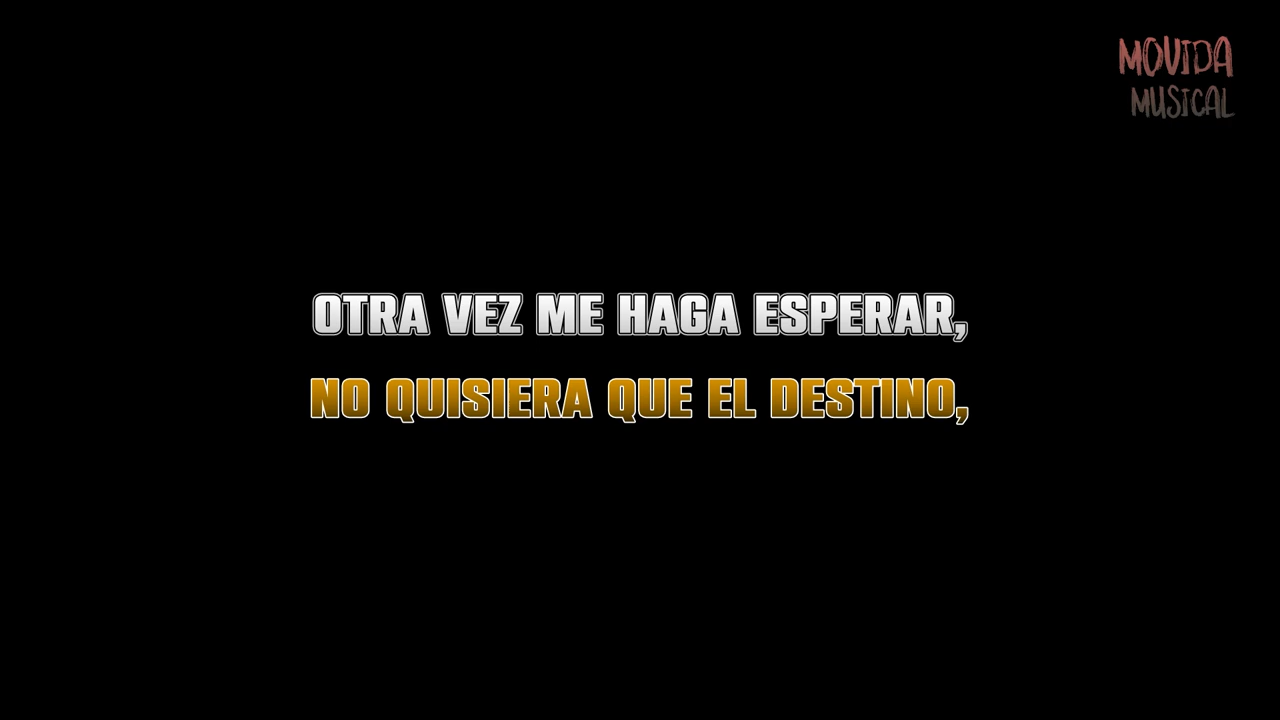 MOVIDA
MUSICAL
OTRA VEZ ME HAGA ESPERAR,
NO QUISIERA QUE EL DESTINO,